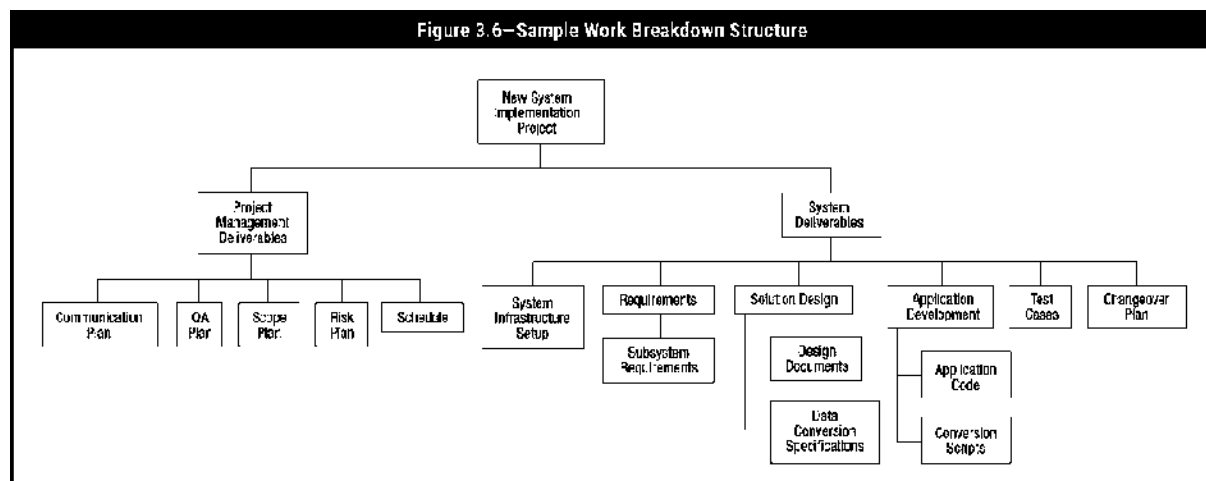 Figure 3.6—Sample Work Breakdown Structure
New System
Implementation
Project
Project
Management
Deliverables
System
Deliverables
Communication
Plan
QA
Plan
Scope
Plan
Risk
Plan
Schedule
System
Infrastructure
Setup
Requirements
Subsystem
Requirements
Solution Design
Design
Documents
Data
Conversion
Specifications
Application
Development
Application
Code
Conversion
Scripts
Test
Cases
Changeover
Plan